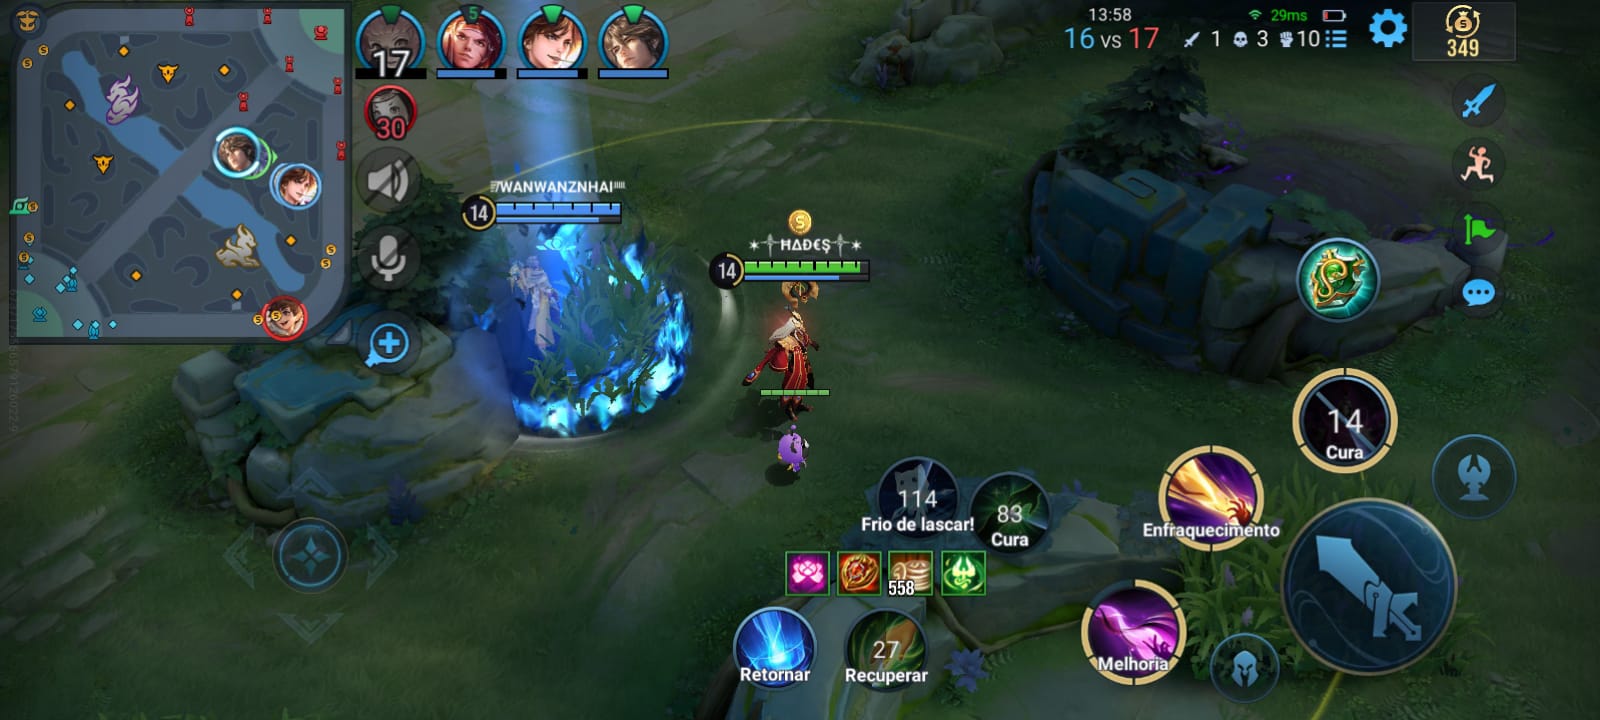 13:58
29ms
16 vs 17
1
3
10
349
17
5
30
WANWANZNHAI
14
HΔD€Ş
14
14
Cura
114
Frio de lascar!
83
Cura
Enfraquecimento
558
Melhoria
Retornar
27
Recuperar